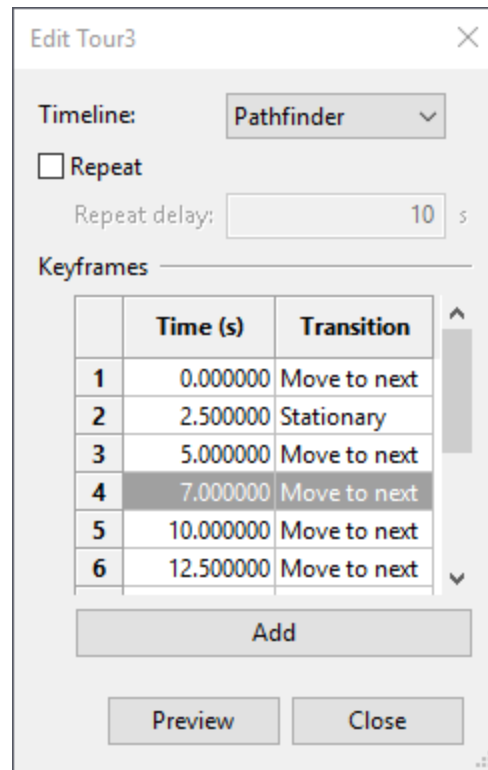 Edit Tour3
Timeline: Pathfinder
Repeat
Repeat delay: 10 s
Keyframes
Time (s) Transition
1 0.000000 Move to next
2 2.500000 Stationary
3 5.000000 Move to next
4 7.000000 Move to next
5 10.000000 Move to next
6 12.500000 Move to next
Add
Preview Close